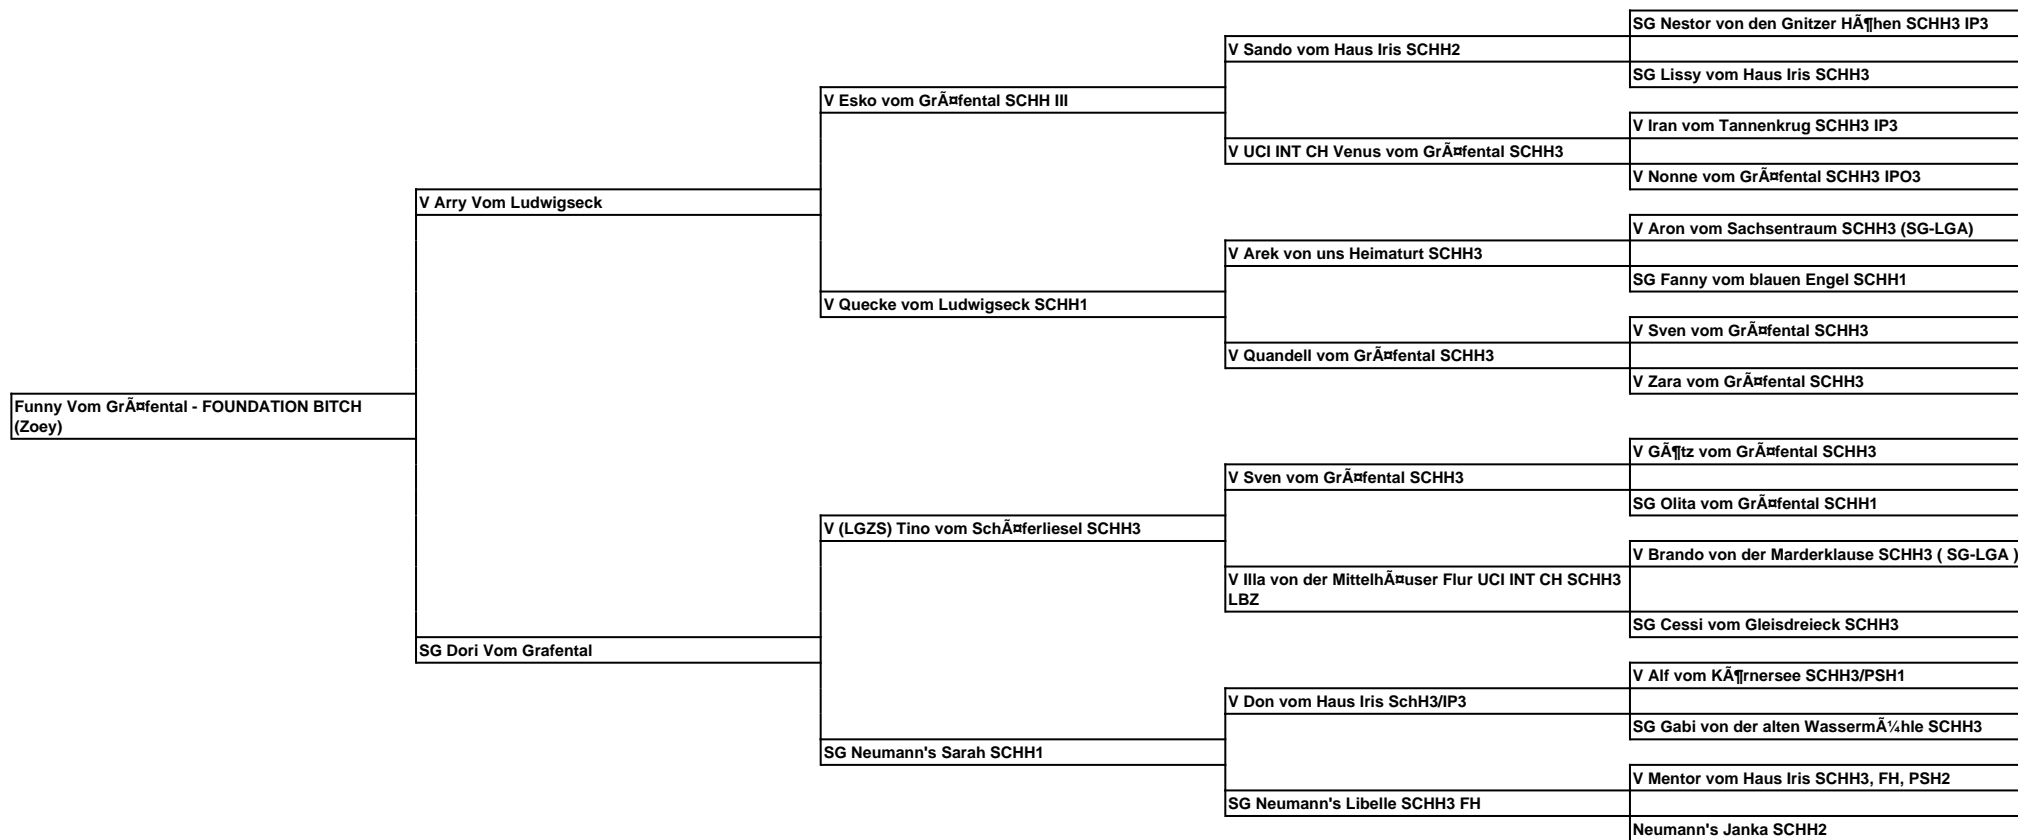 SG Nestor von den Gnitzer HÃ¶hen SCHH3 IP3
V Sando vom Haus Iris SCHH2
SG Lissy vom Haus Iris SCHH3
V Esko vom GrÃ¤fental SCHH III
V Iran vom Tannenkrug SCHH3 IP3
V UCI INT CH Venus vom GrÃ¤fental SCHH3
V Nonne vom GrÃ¤fental SCHH3 IPO3
V Arry Vom Ludwigseck
V Aron vom Sachsentraum SCHH3 (SG-LGA)
V Arek von uns Heimaturt SCHH3
SG Fanny vom blauen Engel SCHH1
V Quecke vom Ludwigseck SCHH1
V Sven vom GrÃ¤fental SCHH3
V Quandell vom GrÃ¤fental SCHH3
V Zara vom GrÃ¤fental SCHH3
Funny Vom GrÃ¤fental - FOUNDATION BITCH
(Zoey)
V GÃ¶tz vom GrÃ¤fental SCHH3
V Sven vom GrÃ¤fental SCHH3
SG Olita vom GrÃ¤fental SCHH1
V (LGZS) Tino vom SchÃ¤ferliesel SCHH3
V Brando von der Marderklause SCHH3 ( SG-LGA )
V Illa von der MittelhÃ¤user Flur UCI INT CH SCHH3
LBZ
SG Cessi vom Gleisdreieck SCHH3
SG Dori Vom Grafental
V Alf vom KÃ¶rnersee SCHH3/PSH1
V Don vom Haus Iris SchH3/IP3
SG Gabi von der alten WassermÃ¼hle SCHH3
SG Neumann's Sarah SCHH1
V Mentor vom Haus Iris SCHH3, FH, PSH2
SG Neumann's Libelle SCHH3 FH
Neumann's Janka SCHH2